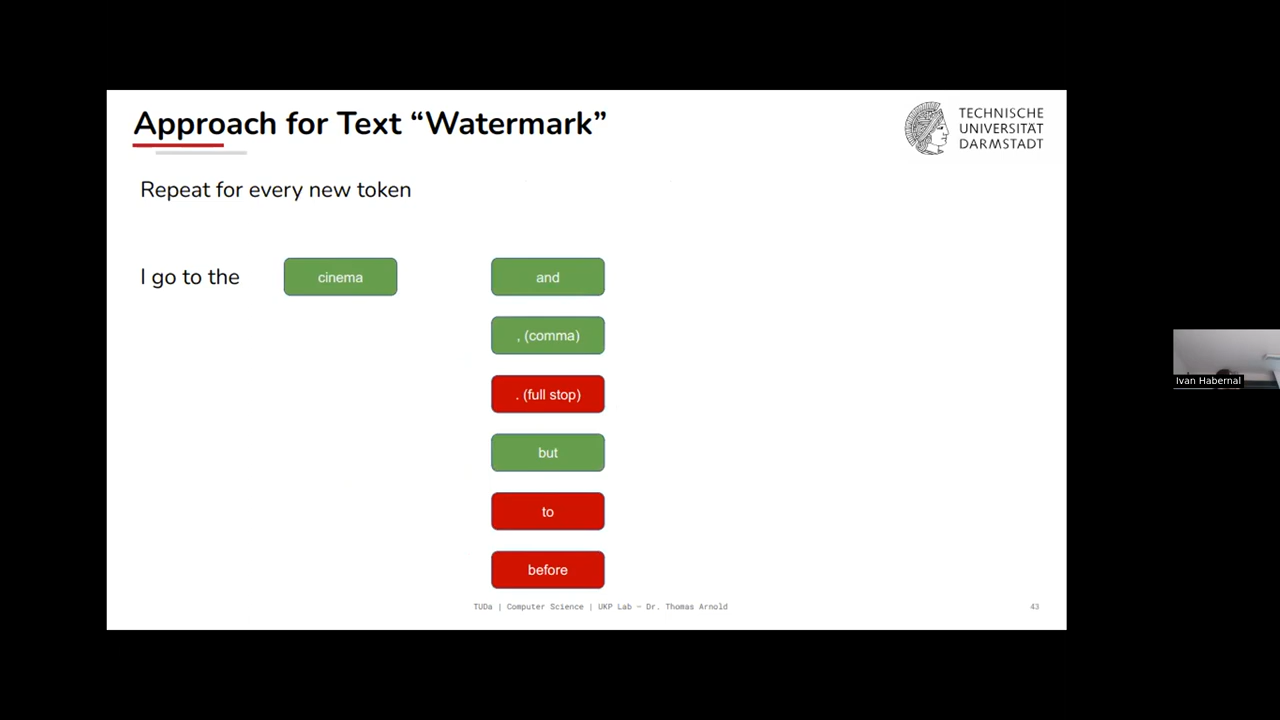 Approach for Text “Watermark”
TECHNISCHE
UNIVERSITÄT
DARMSTADT
Repeat for every new token
I go to the
cinema
and
, (comma)
. (full stop)
but
to
before
TUDa | Computer Science | UKP Lab – Dr. Thomas Arnold
43
Ivan Habernal